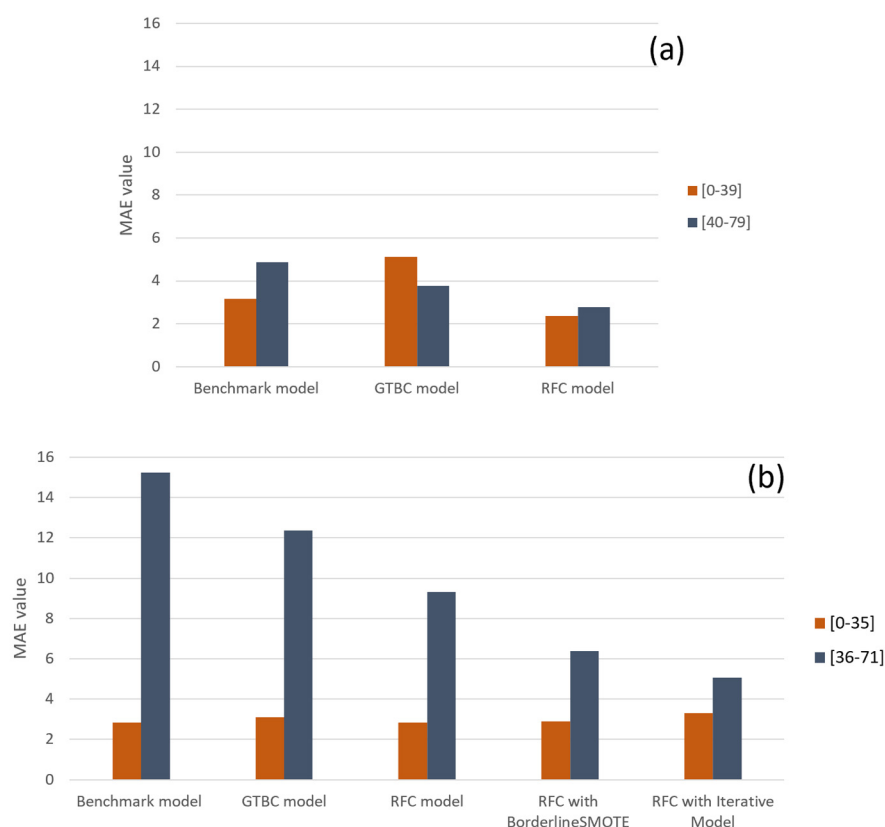 (a)
16
14
12
10
8
6
4
2
0
MAE value
Benchmark model
GTBC model
RFC model
[0-39]
[40-79]
(b)
16
14
12
10
8
6
4
2
0
MAE value
Benchmark model
GTBC model
RFC model
RFC with
BorderlineSMOTE
RFC with Iterative
Model
[0-35]
[36-71]